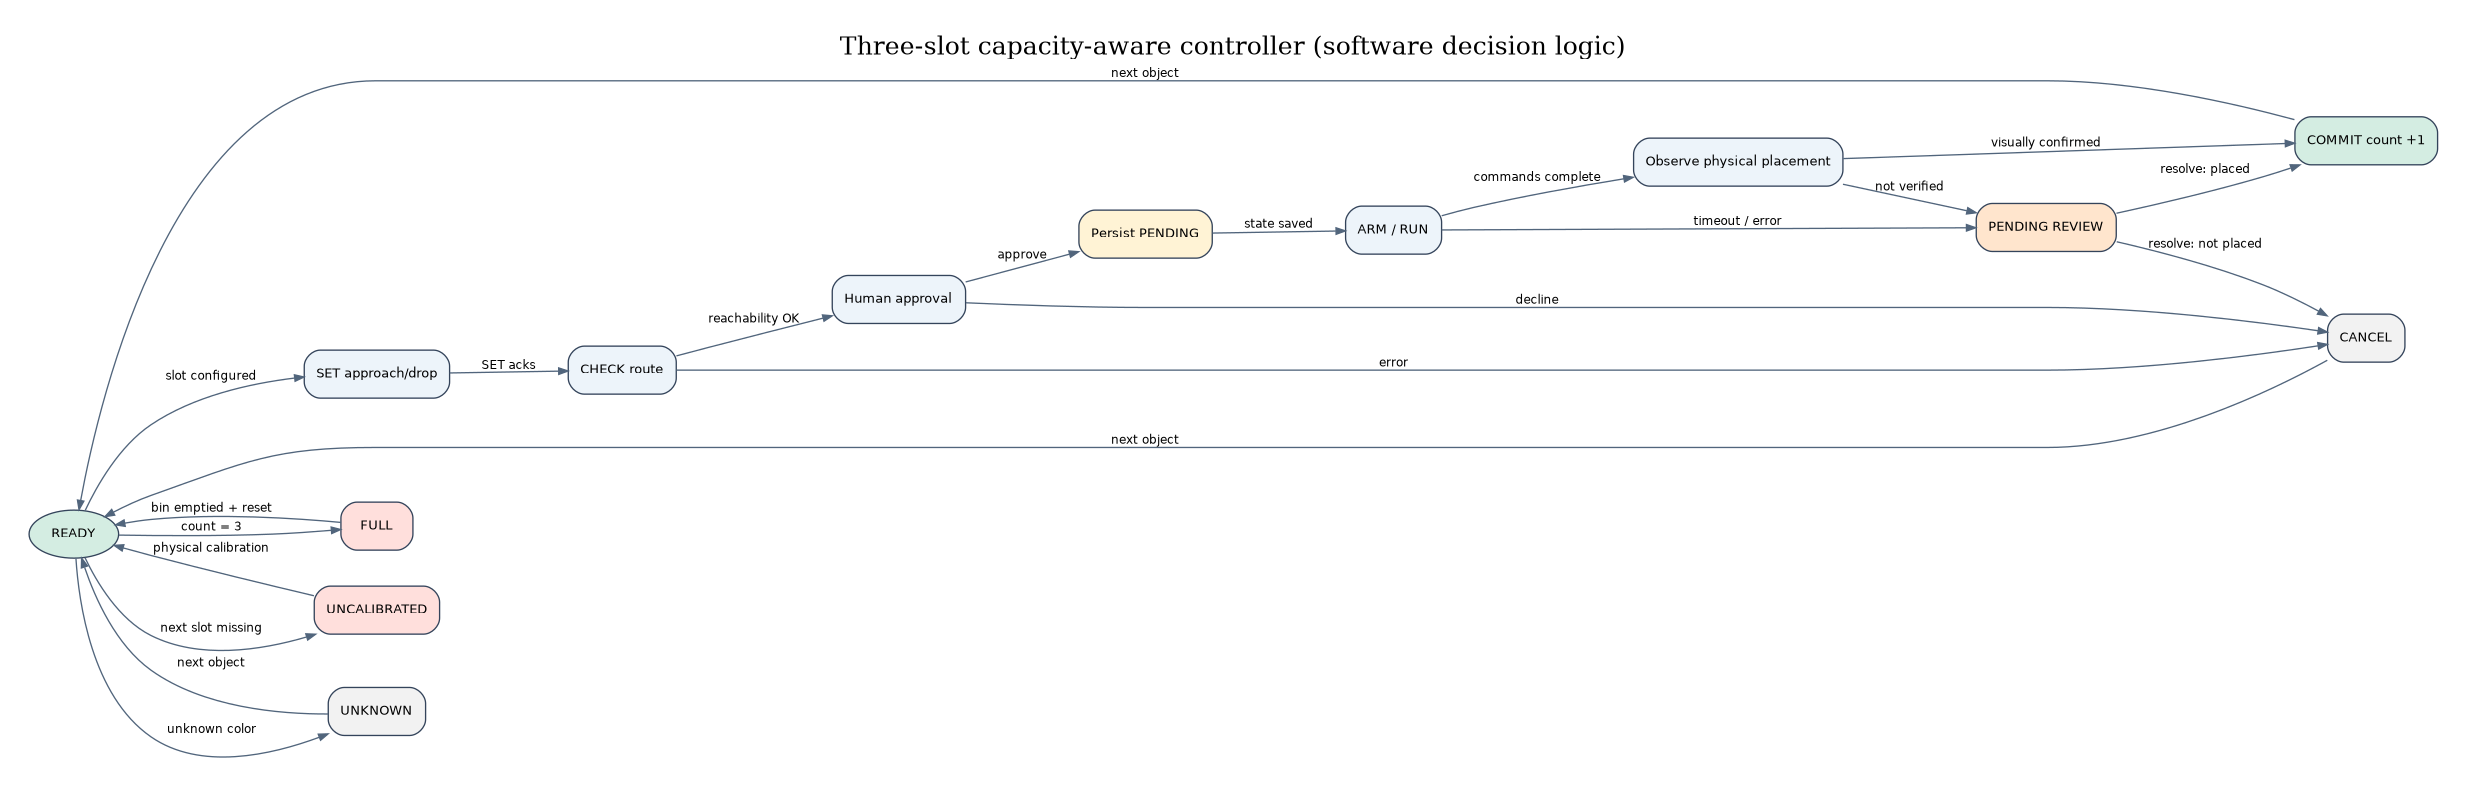 Three-slot capacity-aware controller (software decision logic)
next object
COMMIT count +1
visually confirmed
Observe physical placement
resolve: placed
commands complete
not verified
Persist PENDING
state saved
ARM / RUN
timeout / error
PENDING REVIEW
resolve: not placed
approve
Human approval
decline
reachability OK
CANCEL
slot configured
SET approach/drop
SET acks
CHECK route
error
next object
bin emptied + reset
count = 3
FULL
READY
physical calibration
UNCALIBRATED
next slot missing
next object
UNKNOWN
unknown color